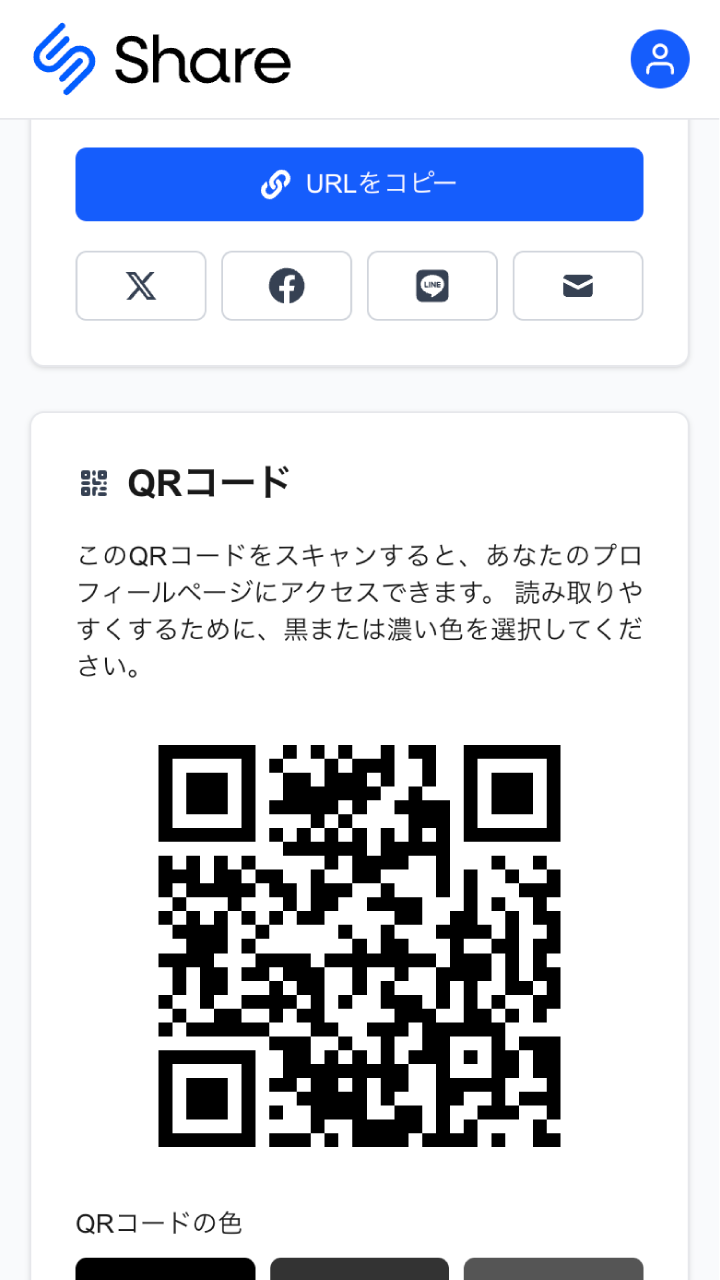 Share
URLをコピー
LINE
QRコード
このQRコードをスキャンすると、あなたのプロ
フィールページにアクセスできます。 読み取りや
すくするために、黒または濃い色を選択してくだ
さい。
QRコードの色